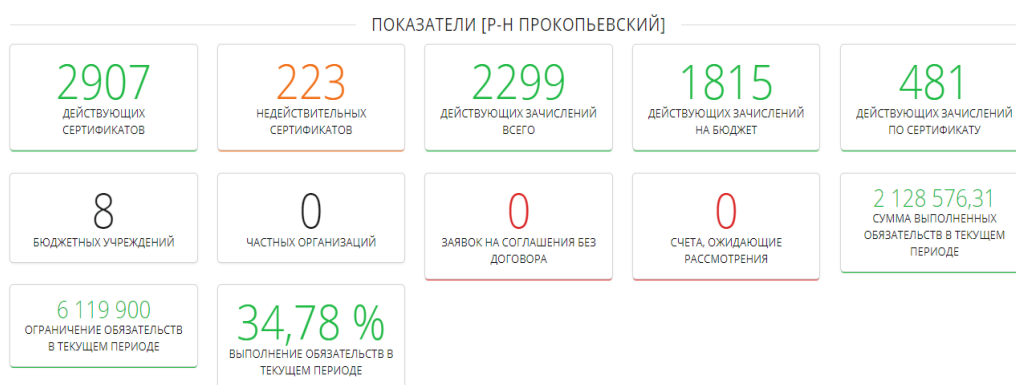 ПОКАЗАТЕЛИ [Р-Н ПРОКОПЬЕВСКИЙ]
2907
ДЕЙСТВУЮЩИХ
СЕРТИФИКАТОВ
223
НЕДЕЙСТВИТЕЛЬНЫХ
СЕРТИФИКАТОВ
2299
ДЕЙСТВУЮЩИХ ЗАЧИСЛЕНИЙ
ВСЕГО
1815
ДЕЙСТВУЮЩИХ ЗАЧИСЛЕНИЙ
НА БЮДЖЕТ
481
ДЕЙСТВУЮЩИХ ЗАЧИСЛЕНИЙ
ПО СЕРТИФИКАТУ
8
БЮДЖЕТНЫХ УЧРЕЖДЕНИЙ
0
ЧАСТНЫХ ОРГАНИЗАЦИЙ
0
ЗАЯВОК НА СОГЛАШЕНИЯ БЕЗ
ДОГОВОРА
0
СЧЕТА, ОЖИДАЮЩИЕ
РАССМОТРЕНИЯ
2 128 576,31
СУММА ВЫПОЛНЕННЫХ
ОБЯЗАТЕЛЬСТВ В ТЕКУЩЕМ
ПЕРИОДЕ
6 119 900
ОГРАНИЧЕНИЕ ОБЯЗАТЕЛЬСТВ
В ТЕКУЩЕМ ПЕРИОДЕ
34,78 %
ВЫПОЛНЕНИЕ ОБЯЗАТЕЛЬСТВ В
ТЕКУЩЕМ ПЕРИОДЕ